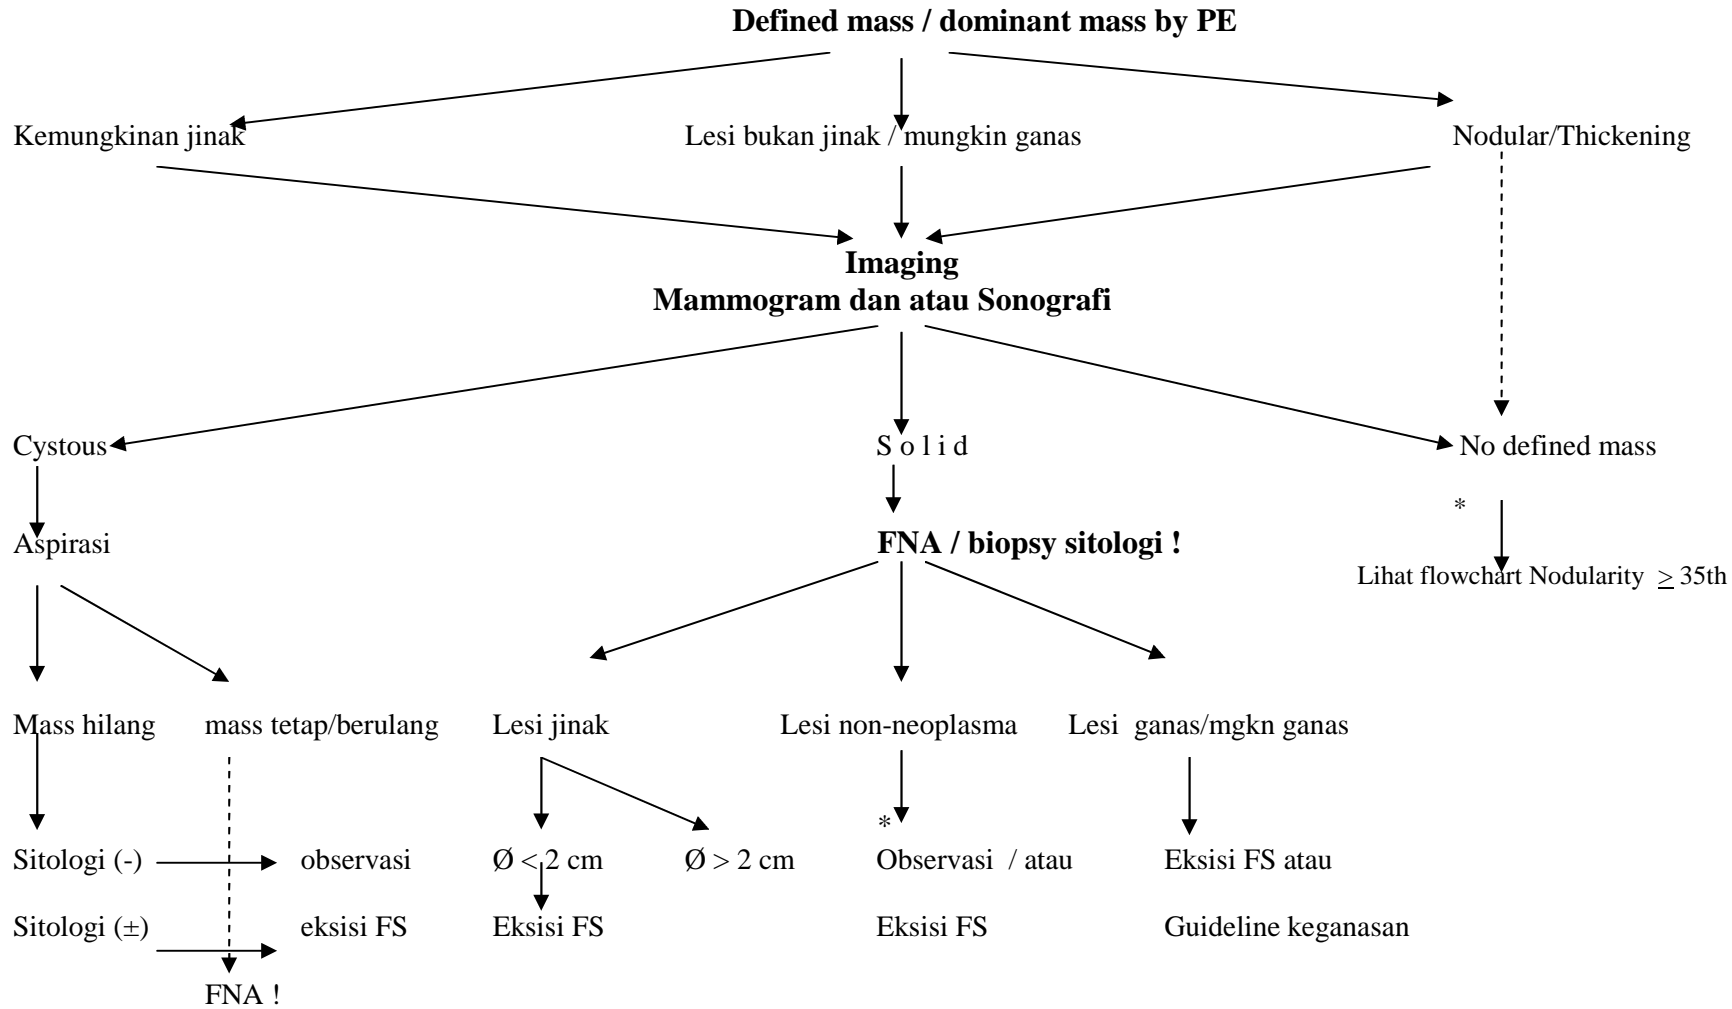 Defined mass / dominant mass by PE
Kemungkinan jinak Lesi bukan jinak / mungkin ganas Nodular/Thickening
Imaging
Mammogram dan atau Sonografi
Cystous S o l i d No defined mass
*
Aspirasi FNA / biopsy sitologi !
Lihat flowchart Nodularity ≥ 35th
Mass hilang mass tetap/berulang Lesi jinak Lesi non-neoplasma Lesi ganas/mgkn ganas
*
Sitologi (-) observasi Ø < 2 cm Ø > 2 cm Observasi / atau Eksisi FS atau
Sitologi (±) eksisi FS Eksisi FS Eksisi FS Guideline keganasan
FNA !